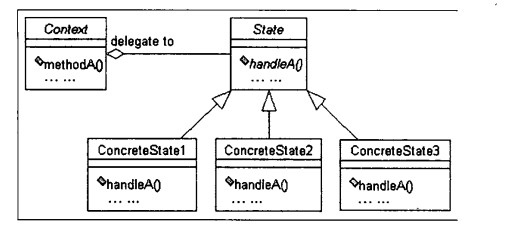 Context
methodA()
... ...
delegate to
State
handleA()
... ...
ConcreteState1
handleA()
... ...
ConcreteState2
handleA()
... ...
ConcreteState3
handleA()
... ...